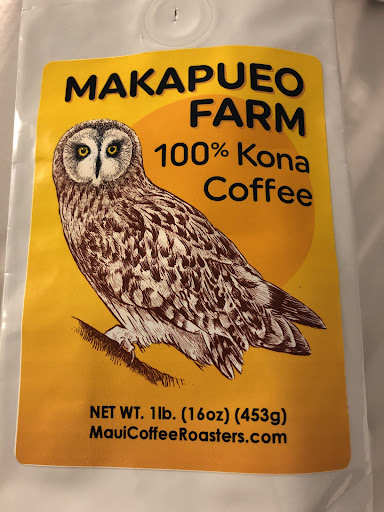 MAKAPUEO
FARM
100% Kona
Coffee
NET WT. 1lb. (16oz) (453g)
MauiCoffeeRoasters.com